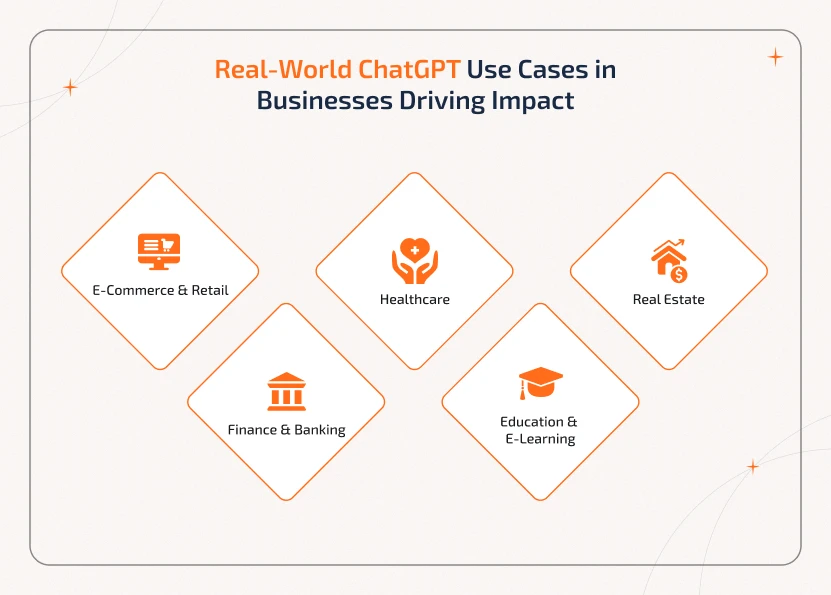 Real-World ChatGPT Use Cases in
Businesses Driving Impact
E-Commerce & Retail
Finance & Banking
Healthcare
Education &
E-Learning
Real Estate